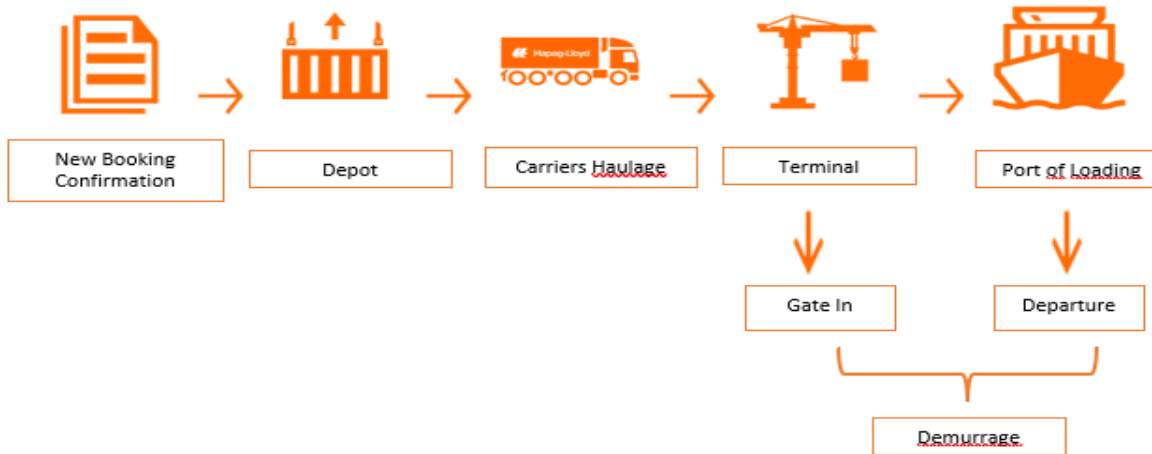 Hapag-Lloyd
New Booking
Confirmation
Depot
Carriers Haulage
Terminal
Port of Loading
Gate In
Departure
Demurrage